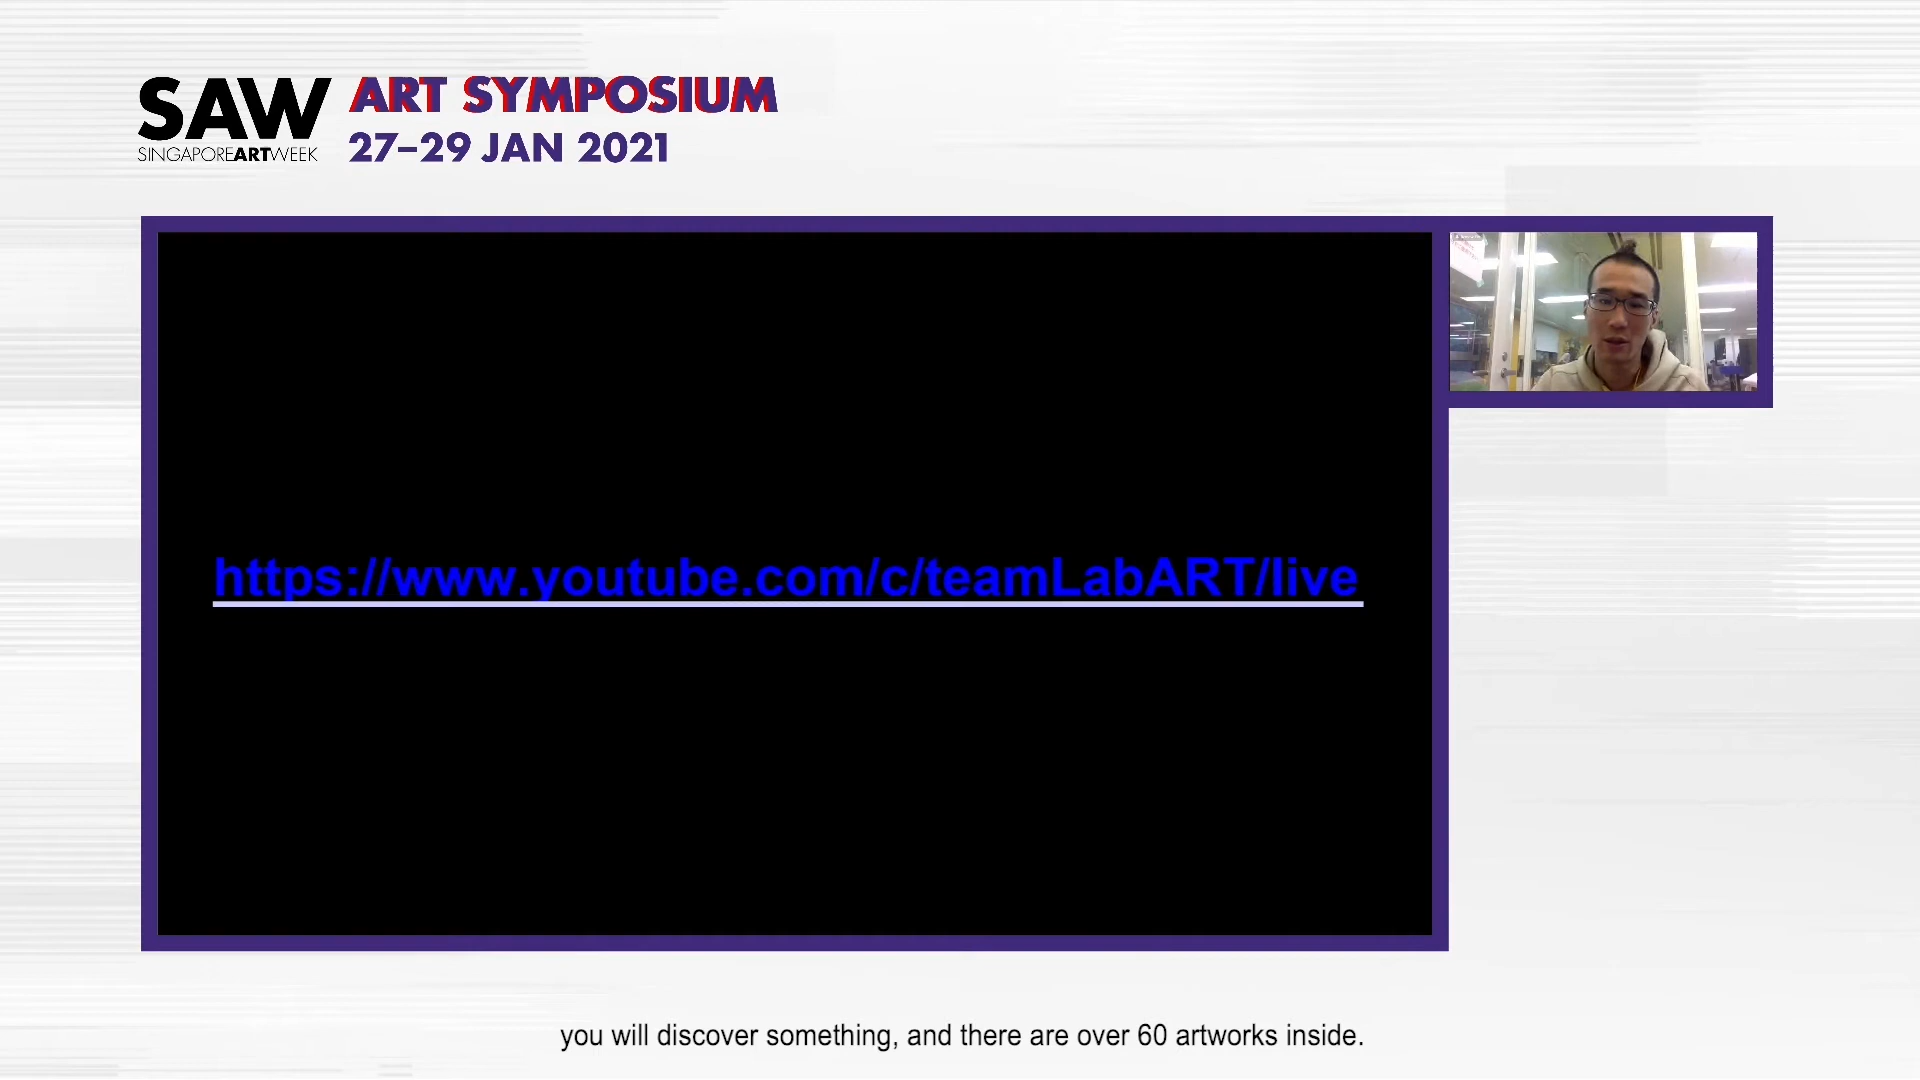 SAW ART SYMPOSIUM
SINGAPOREARTWEEK 27–29 JAN 2021
https://www.youtube.com/c/teamLabART/live
you will discover something, and there are over 60 artworks inside.